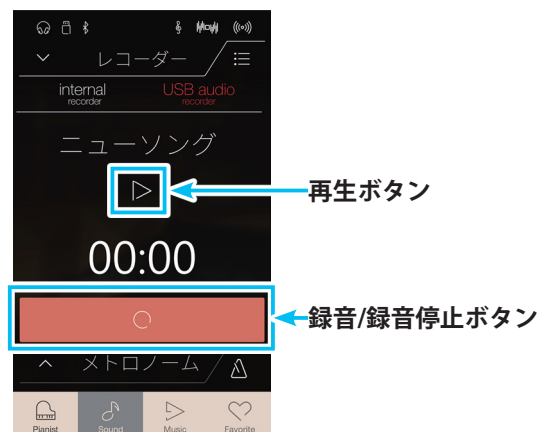 レコーダー
internal
recorder
USB audio
recorder
ニューソング
再生ボタン
00:00
録音/録音停止ボタン
メトロノーム
Pianist
Sound
Music
Favorite